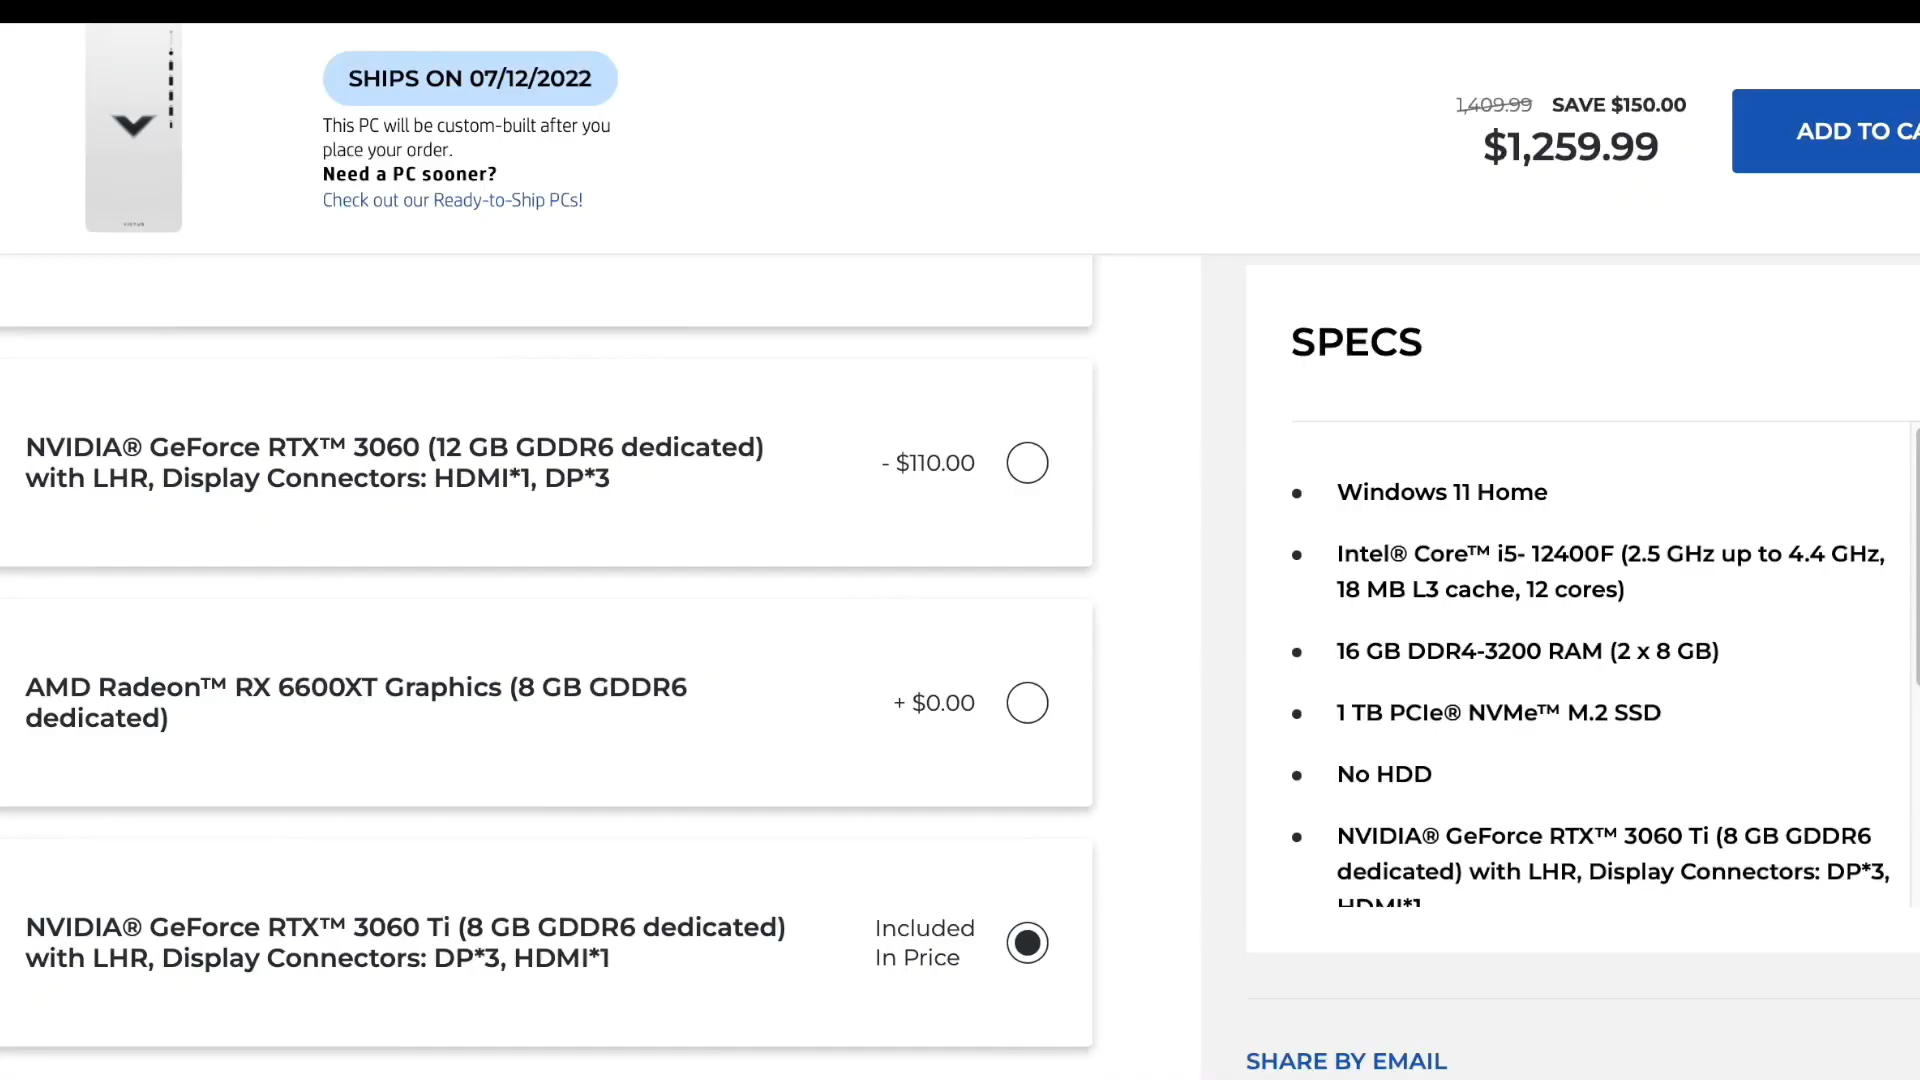 SHIPS ON 07/12/2022
This PC will be custom-built after you
place your order.
Need a PC sooner?
Check out our Ready-to-Ship PCs!
1,409.99 SAVE $150.00
$1,259.99
ADD TO CA
NVIDIA® GeForce RTX™ 3060 (12 GB GDDR6 dedicated)
with LHR, Display Connectors: HDMI*1, DP*3
- $110.00
AMD Radeon™ RX 6600XT Graphics (8 GB GDDR6
dedicated)
+ $0.00
NVIDIA® GeForce RTX™ 3060 Ti (8 GB GDDR6 dedicated)
with LHR, Display Connectors: DP*3, HDMI*1
Included
In Price
SPECS
Windows 11 Home
Intel® Core™ i5- 12400F (2.5 GHz up to 4.4 GHz,
18 MB L3 cache, 12 cores)
16 GB DDR4-3200 RAM (2 x 8 GB)
1 TB PCIe® NVMe™ M.2 SSD
No HDD
NVIDIA® GeForce RTX™ 3060 Ti (8 GB GDDR6
dedicated) with LHR, Display Connectors: DP*3,
HDMI*1
SHARE BY EMAIL